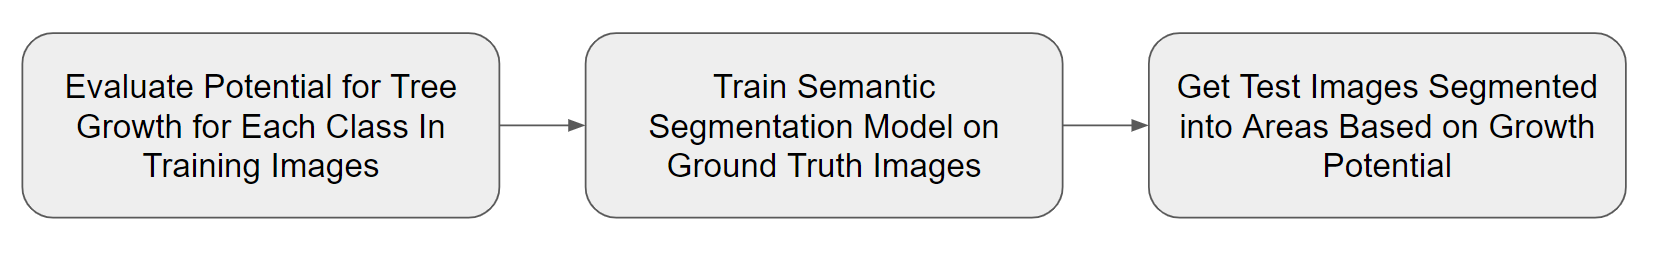 Evaluate Potential for Tree
Growth for Each Class In
Training Images
Train Semantic
Segmentation Model on
Ground Truth Images
Get Test Images Segmented
into Areas Based on Growth
Potential